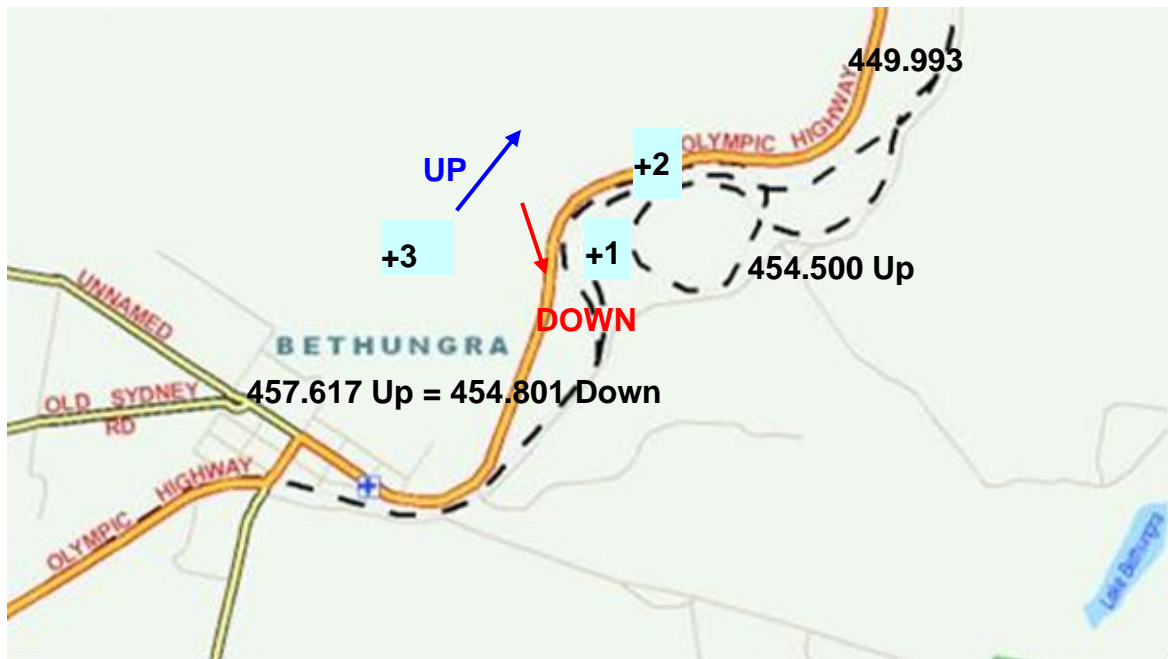 449.993
OLYMPIC HIGHWAY
+2
UP
+3
+1
454.500 Up
UNNAMED
DOWN
BETHUNGRA
457.617 Up = 454.801 Down
OLD SYDNEY
RD
OLYMPIC HIGHWAY
Lake Bethungra